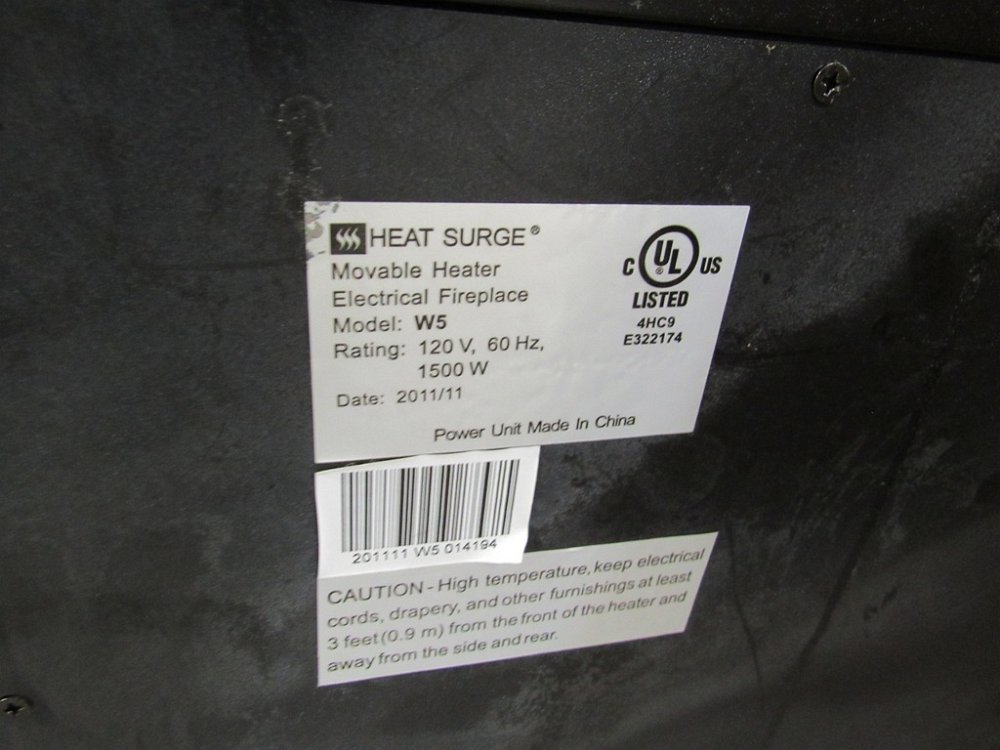 HEAT SURGE®
Movable Heater
Electrical Fireplace
Model: W5
Rating: 120 V, 60 Hz,
1500 W
Date: 2011/11
Power Unit Made In China
C UL® US
LISTED
4HC9
E322174
201111 W5 014194
CAUTION - High temperature, keep electrical
cords, drapery, and other furnishings at least
3 feet (0.9 m) from the front of the heater and
away from the side and rear.